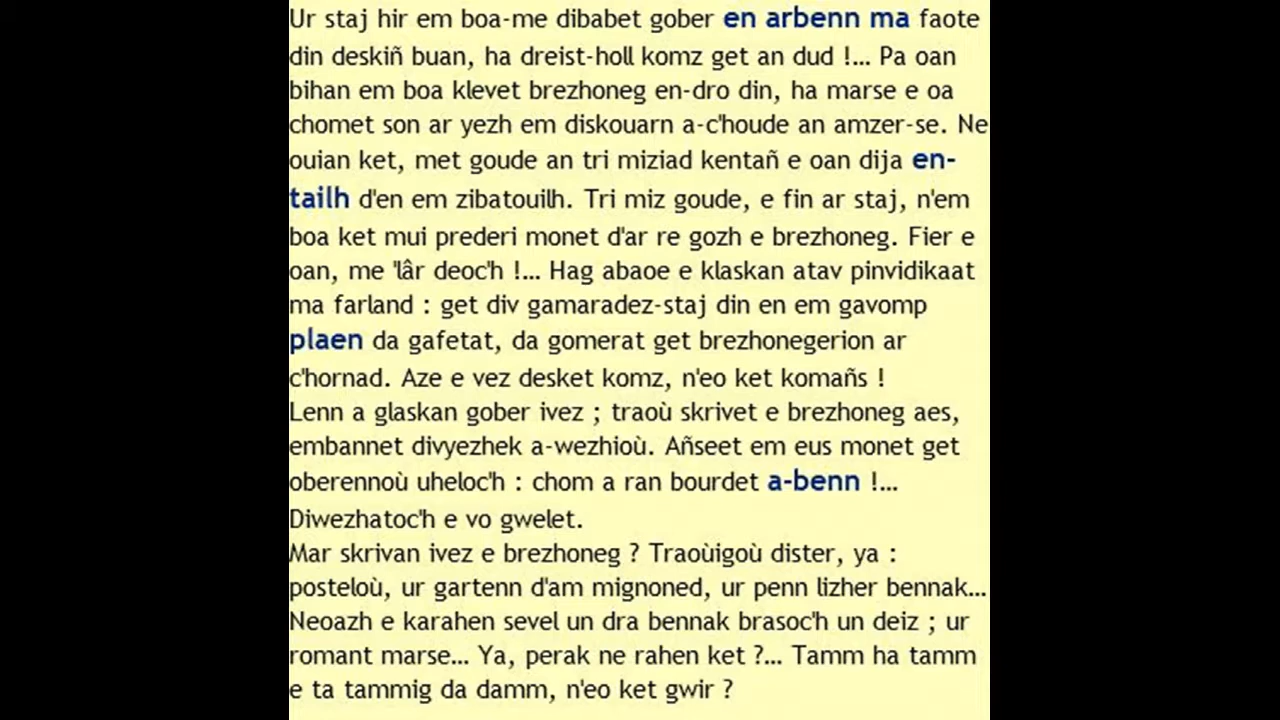 Ur staj hir em boa-me dibabet gober en arbenn ma faote
din deskiñ buan, ha dreist-holl komz get an dud !... Pa oan
bihan em boa klevet brezhoneg en-dro din, ha marse e oa
chomet son ar yezh em diskouarn a-c'houde an amzer-se. Ne
ouian ket, met goude an tri miziad kentañ e oan dija en-
tailh d'en em zibatouilh. Tri miz goude, e fin ar staj, n'em
boa ket mui prederi monet d'ar re gozh e brezhoneg. Fier e
oan, me 'lâr deoc'h !... Hag abaoe e klaskan atav pinvidikaat
ma farland : get div gamaradez-staj din en em gavomp
plaen da gafetat, da gomerat get brezhonegerion ar
c'hornad. Aze e vez desket komz, n'eo ket komañs !
Lenn a glaskan gober ivez ; traoù skrivet e brezhoneg aes,
embannet divyezhek a-wezhioù. Añseet em eus monet get
oberennoù uheloc'h : chom a ran bourdet a-benn !...
Diwezhatoc'h e vo gwelet.
Mar skrivan ivez e brezhoneg ? Traoùigoù dister, ya :
posteloù, ur gartenn d'am mignoned, ur penn lizher bennak...
Neoazh e karahen sevel un dra bennak brasoc'h un deiz ; ur
romant marse... Ya, perak ne rahen ket ?... Tamm ha tamm
e ta tammig da damm, n'eo ket gwir ?